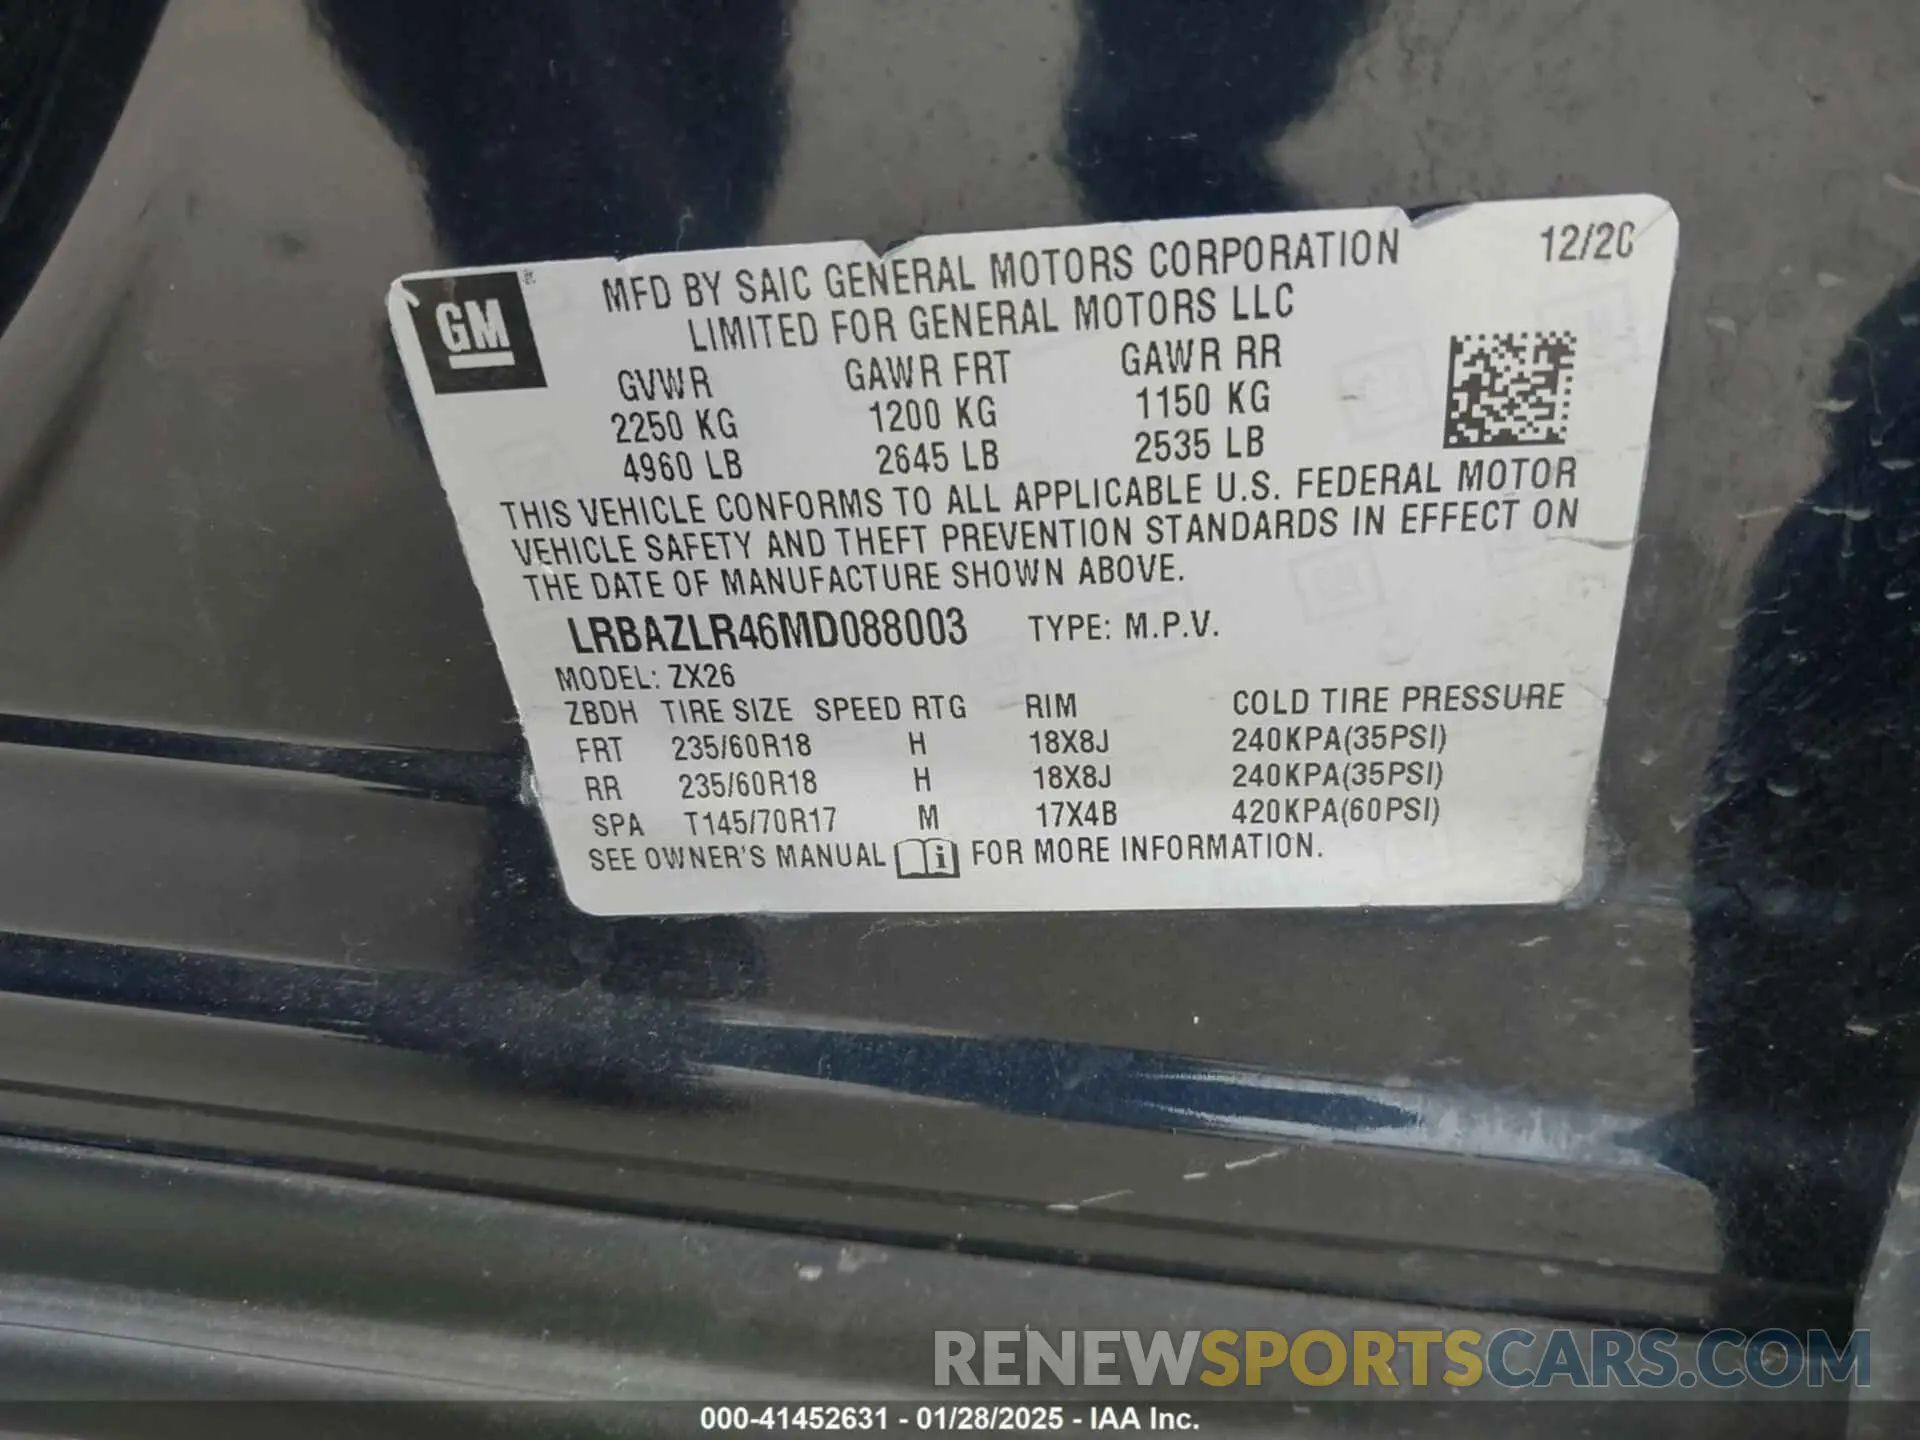 GM
MFD BY SAIC GENERAL MOTORS CORPORATION
12/20
LIMITED FOR GENERAL MOTORS LLC
GVWR GAWR FRT GAWR RR
2250 KG 1200 KG 1150 KG
4960 LB 2645 LB 2535 LB
THIS VEHICLE CONFORMS TO ALL APPLICABLE U.S. FEDERAL MOTOR
VEHICLE SAFETY AND THEFT PREVENTION STANDARDS IN EFFECT ON
THE DATE OF MANUFACTURE SHOWN ABOVE.
LRBAZLR46MD088003 TYPE: M.P.V.
MODEL: ZX26
ZBDH TIRE SIZE SPEED RTG RIM COLD TIRE PRESSURE
FRT 235/60R18 H 18X8J 240KPA(35PSI)
RR 235/60R18 H 18X8J 240KPA(35PSI)
SPA T145/70R17 M 17X4B 420KPA(60PSI)
SEE OWNER'S MANUAL i FOR MORE INFORMATION.
RENEWSPORTSCARS.COM
000-41452631 - 01/28/2025 - IAA Inc.